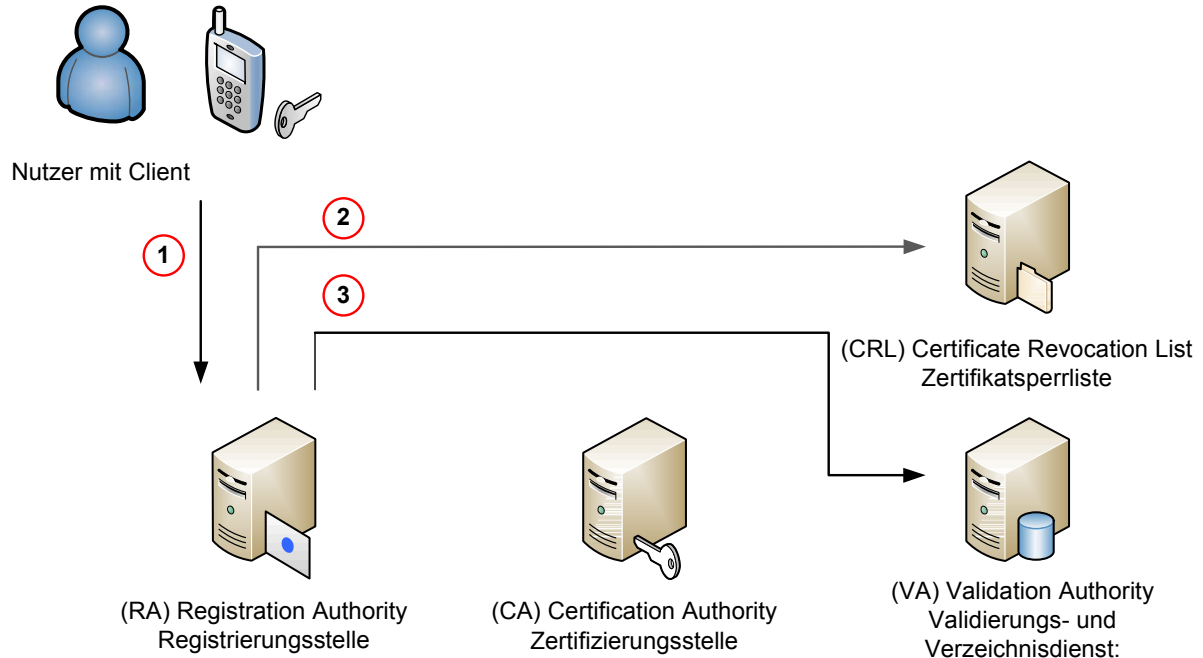 Nutzer mit Client
1
2
3
(CRL) Certificate Revocation List
Zertifikatsperrliste
(RA) Registration Authority
Registrierungsstelle
(CA) Certification Authority
Zertifizierungsstelle
(VA) Validation Authority
Validierungs- und
Verzeichnisdienst: